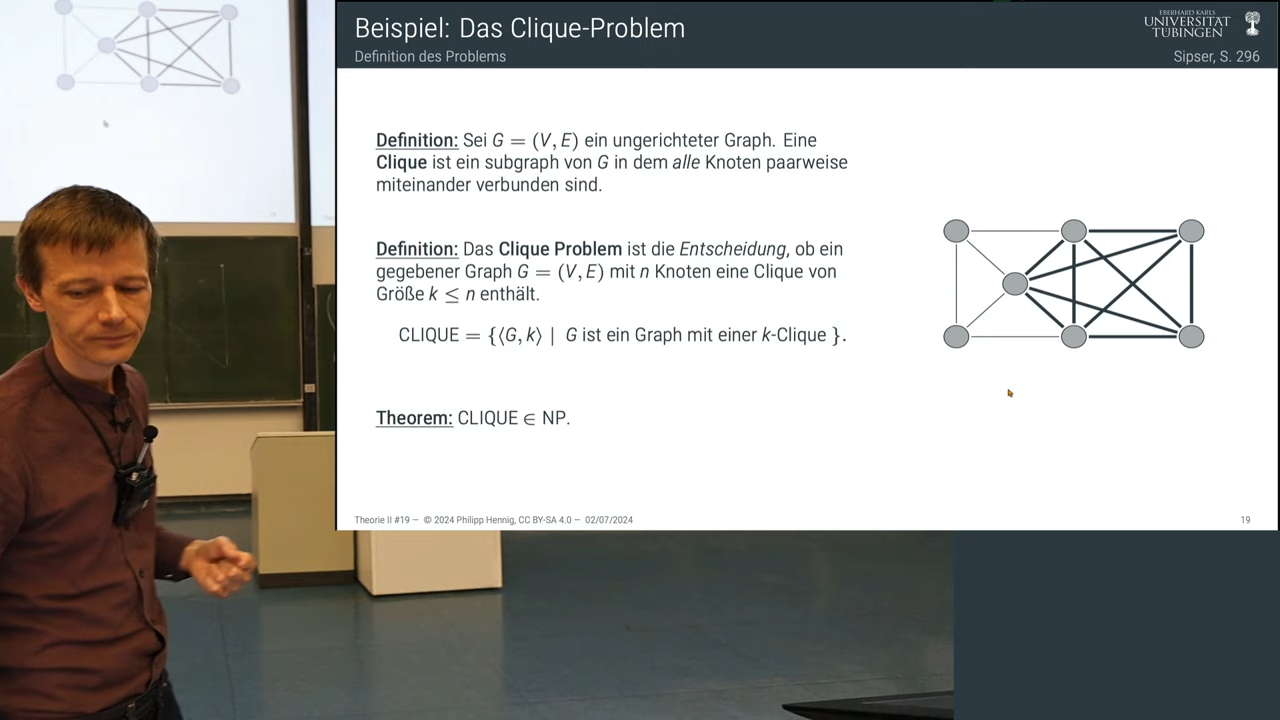 Beispiel: Das Clique-Problem
Definition des Problems
EBERHARD KARLS
UNIVERSITAT
TUBINGEN
Sipser, S. 296
Definition: Sei G = (V, E) ein ungerichteter Graph. Eine
Clique ist ein subgraph von G in dem alle Knoten paarweise
miteinander verbunden sind.
Definition: Das Clique Problem ist die Entscheidung, ob ein
gegebener Graph G = (V, E) mit n Knoten eine Clique von
Größe k ≤ n enthält.
CLIQUE = {⟨G, k⟩ | G ist ein Graph mit einer k-Clique }.
Theorem: CLIQUE ∈ NP.
Theorie II #19 — © 2024 Philipp Hennig, CC BY-SA 4.0 — 02/07/2024
19